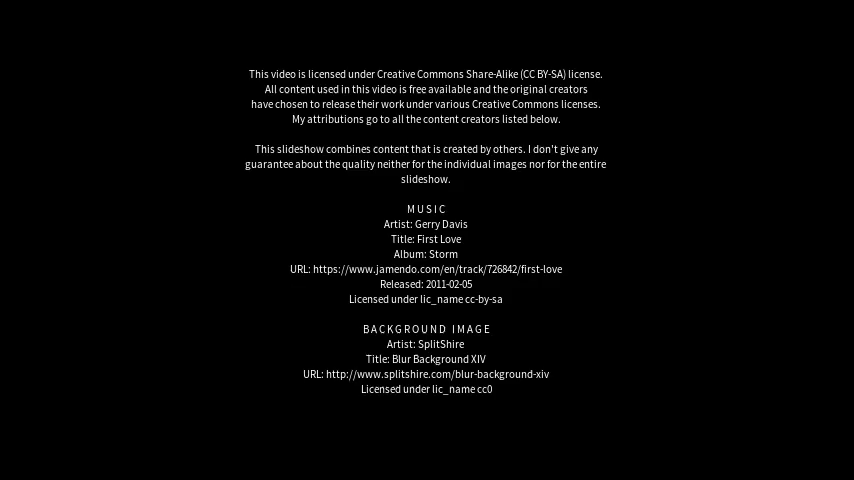 This video is licensed under Creative Commons Share-Alike (CC BY-SA) license.
All content used in this video is free available and the original creators
have chosen to release their work under various Creative Commons licenses.
My attributions go to all the content creators listed below.
This slideshow combines content that is created by others. I don't give any
guarantee about the quality neither for the individual images nor for the entire
slideshow.
MUSIC
Artist: Gerry Davis
Title: First Love
Album: Storm
URL: https://www.jamendo.com/en/track/726842/first-love
Released: 2011-02-05
Licensed under lic_name cc-by-sa
BACKGROUND IMAGE
Artist: SplitShire
Title: Blur Background XIV
URL: http://www.splitshire.com/blur-background-xiv
Licensed under lic_name cc0